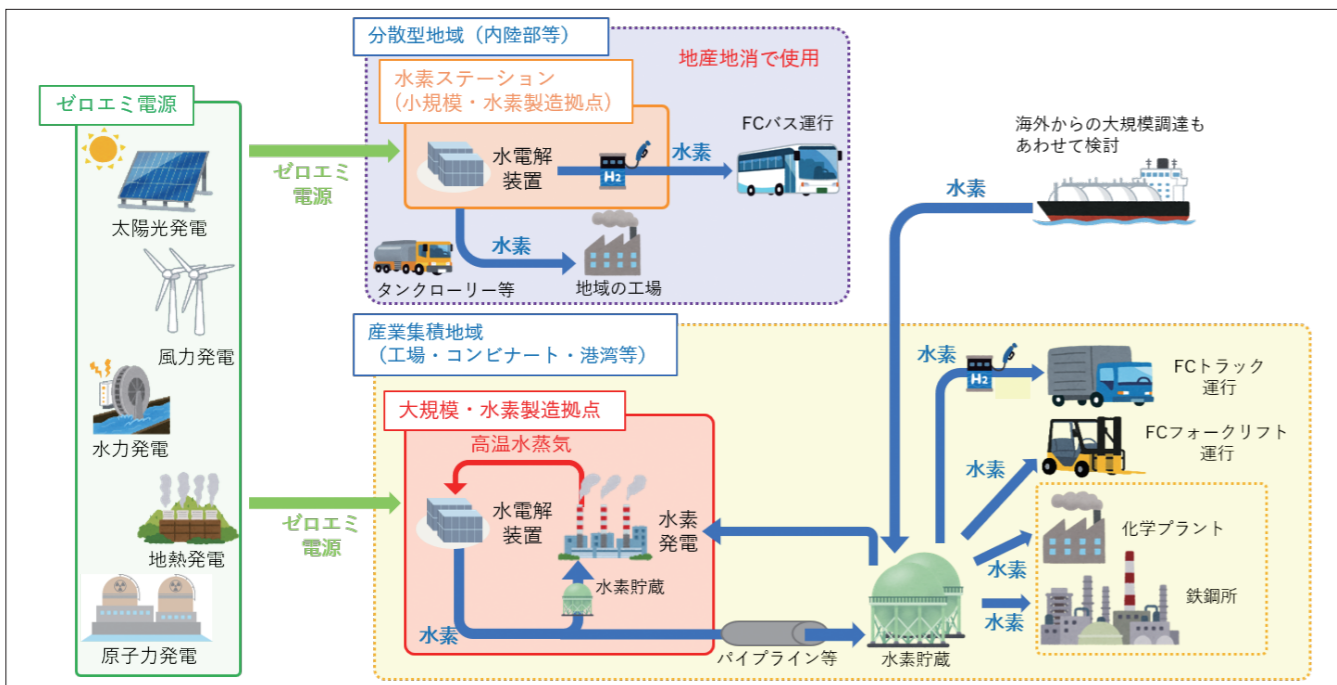 ゼロエミ電源
太陽光発電
風力発電
水力発電
地熱発電
原子力発電
ゼロエミ
電源
ゼロエミ
電源
分散型地域（内陸部等）
地産地消で使用
水素ステーション
(小規模・水素製造拠点)
水電解
装置
H2
水素
FCバス運行
水素
タンクローリー等
地域の工場
海外からの大規模調達も
あわせて検討
水素
産業集積地域
（工場・コンビナート・港湾等）
大規模・水素製造拠点
高温水蒸気
水電解
装置
水素
発電
水素貯蔵
水素
パイプライン等
水素貯蔵
水素
H2
FCトラック
運行
水素
FCフォークリフト
運行
水素
化学プラント
水素
鉄鋼所